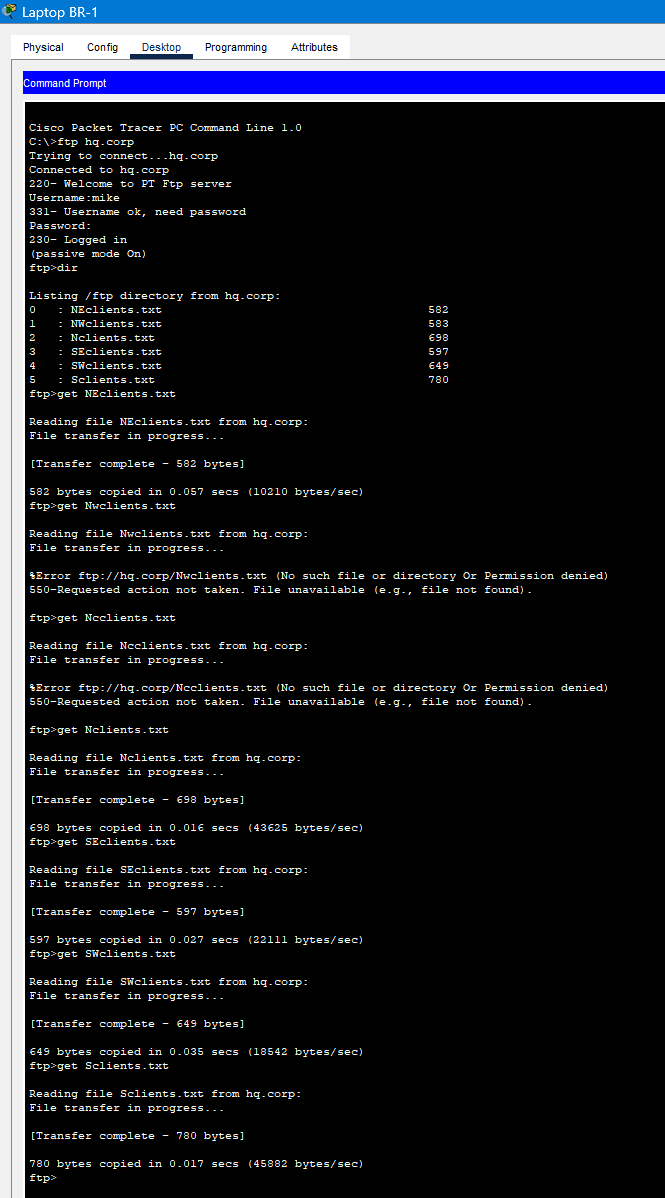 Laptop BR-1
Physical Config Desktop Programming Attributes
Command Prompt
Cisco Packet Tracer PC Command Line 1.0
C:\>ftp hq.corp
Trying to connect...hq.corp
Connected to hq.corp
220- Welcome to PT Ftp server
Username:mike
331- Username ok, need password
Password:
230- Logged in
(passive mode On)
ftp>dir
Listing /ftp directory from hq.corp:
0 : NEclients.txt 582
1 : NWclients.txt 583
2 : Nclients.txt 698
3 : SEclients.txt 597
4 : SWclients.txt 649
5 : Sclients.txt 780
ftp>get NEclients.txt
Reading file NEclients.txt from hq.corp:
File transfer in progress...
[Transfer complete - 582 bytes]
582 bytes copied in 0.057 secs (10210 bytes/sec)
ftp>get Nwclients.txt
Reading file Nwclients.txt from hq.corp:
File transfer in progress...
%Error ftp://hq.corp/Nwclients.txt (No such file or directory Or Permission denied)
550-Requested action not taken. File unavailable (e.g., file not found).
ftp>get Ncclients.txt
Reading file Ncclients.txt from hq.corp:
File transfer in progress...
%Error ftp://hq.corp/Ncclients.txt (No such file or directory Or Permission denied)
550-Requested action not taken. File unavailable (e.g., file not found).
ftp>get Nclients.txt
Reading file Nclients.txt from hq.corp:
File transfer in progress...
[Transfer complete - 698 bytes]
698 bytes copied in 0.016 secs (43625 bytes/sec)
ftp>get SEclients.txt
Reading file SEclients.txt from hq.corp:
File transfer in progress...
[Transfer complete - 597 bytes]
597 bytes copied in 0.027 secs (22111 bytes/sec)
ftp>get SWclients.txt
Reading file SWclients.txt from hq.corp:
File transfer in progress...
[Transfer complete - 649 bytes]
649 bytes copied in 0.035 secs (18542 bytes/sec)
ftp>get Sclients.txt
Reading file Sclients.txt from hq.corp:
File transfer in progress...
[Transfer complete - 780 bytes]
780 bytes copied in 0.017 secs (45882 bytes/sec)
ftp>